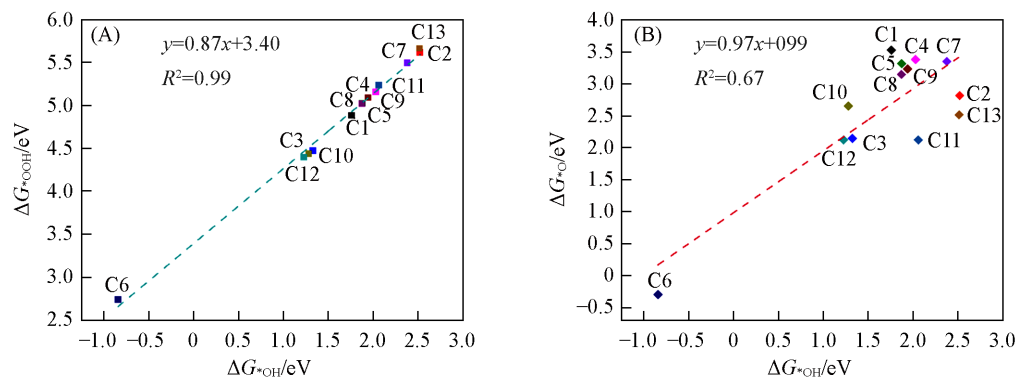 (A)
y=0.87x+3.40
R²=0.99
C13
C7
C2
C4
C11
C8
C9
C5
C1
C3
C10
C12
C6
6.0
5.5
5.0
4.5
4.0
3.5
3.0
2.5
−1.0
−0.5
0
0.5
1.0
1.5
2.0
2.5
3.0
ΔG*OOH/eV
ΔG*OH/eV
(B)
y=0.97x+099
R²=0.67
C1
C4
C7
C5
C9
C8
C10
C2
C13
C12
C3
C11
C6
4.0
3.5
3.0
2.5
2.0
1.5
1.0
0.5
0
−0.5
−1.0
−0.5
0
0.5
1.0
1.5
2.0
2.5
3.0
ΔG*O/eV
ΔG*OH/eV